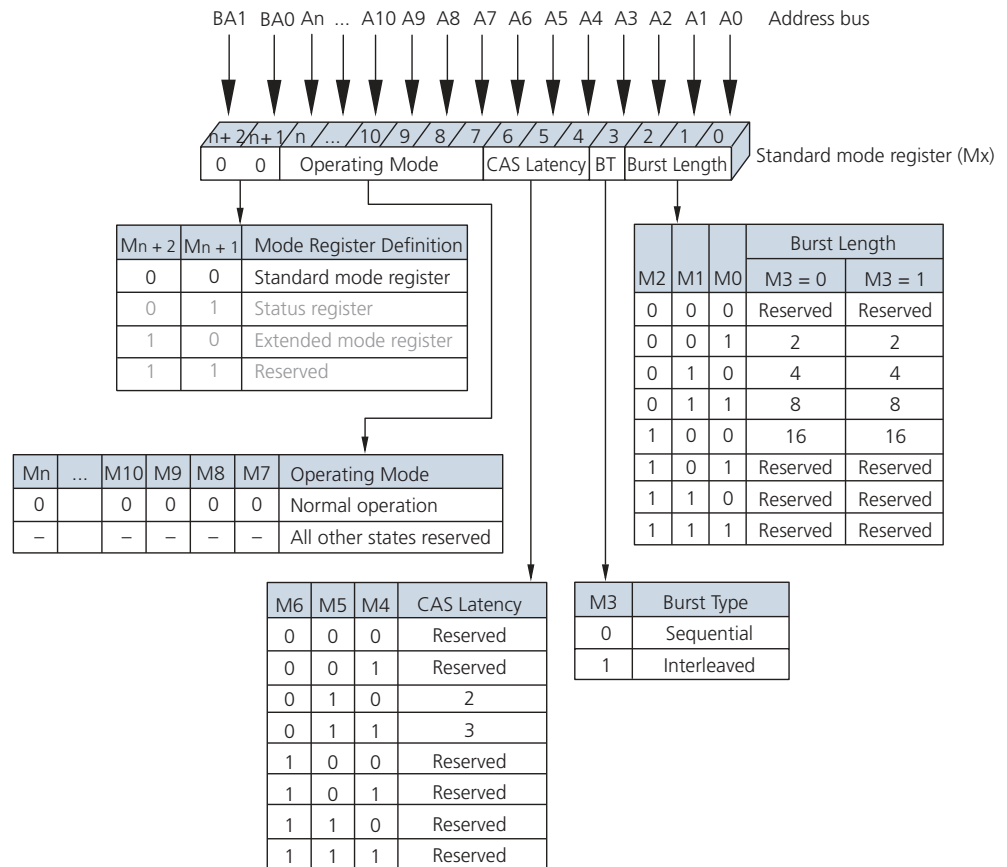 BA1 BA0 An ... A10 A9 A8 A7 A6 A5 A4 A3 A2 A1 A0 Address bus
n+ 2 n+ 1 n ... 10 9 8 7 6 5 4 3 2 1 0
0 0 Operating Mode CAS Latency BT Burst Length Standard mode register (Mx)
Mn + 2 Mn + 1 Mode Register Definition
0 0 Standard mode register
0 1 Status register
1 0 Extended mode register
1 1 Reserved
Burst Length
M2 M1 M0 M3 = 0 M3 = 1
0 0 0 Reserved Reserved
0 0 1 2 2
0 1 0 4 4
0 1 1 8 8
1 0 0 16 16
1 0 1 Reserved Reserved
1 1 0 Reserved Reserved
1 1 1 Reserved Reserved
Mn ... M10 M9 M8 M7 Operating Mode
0 0 0 0 0 Normal operation
– – – – – All other states reserved
M6 M5 M4 CAS Latency
0 0 0 Reserved
0 0 1 Reserved
0 1 0 2
0 1 1 3
1 0 0 Reserved
1 0 1 Reserved
1 1 0 Reserved
1 1 1 Reserved
M3 Burst Type
0 Sequential
1 Interleaved